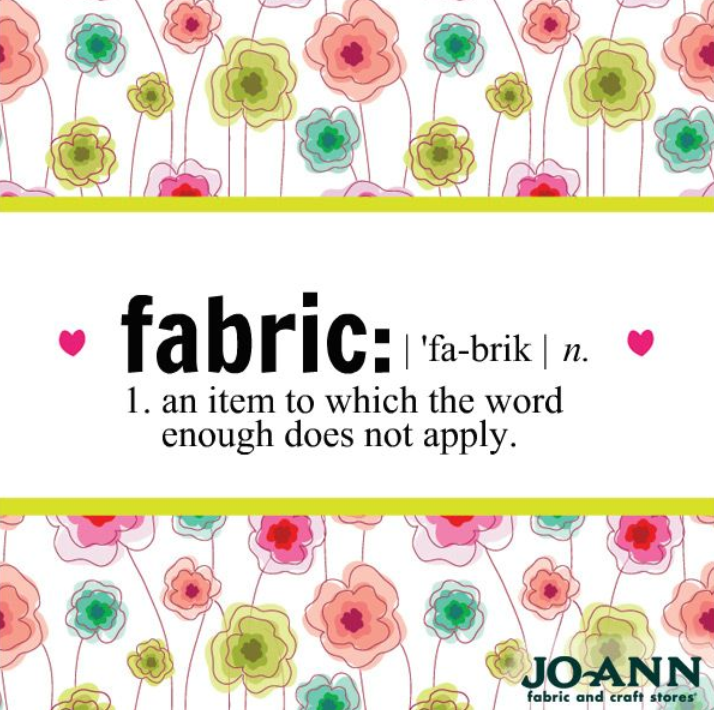 fabric: | 'fa-brik | n.
1. an item to which the word
enough does not apply.
JO-ANN
fabric and craft stores®